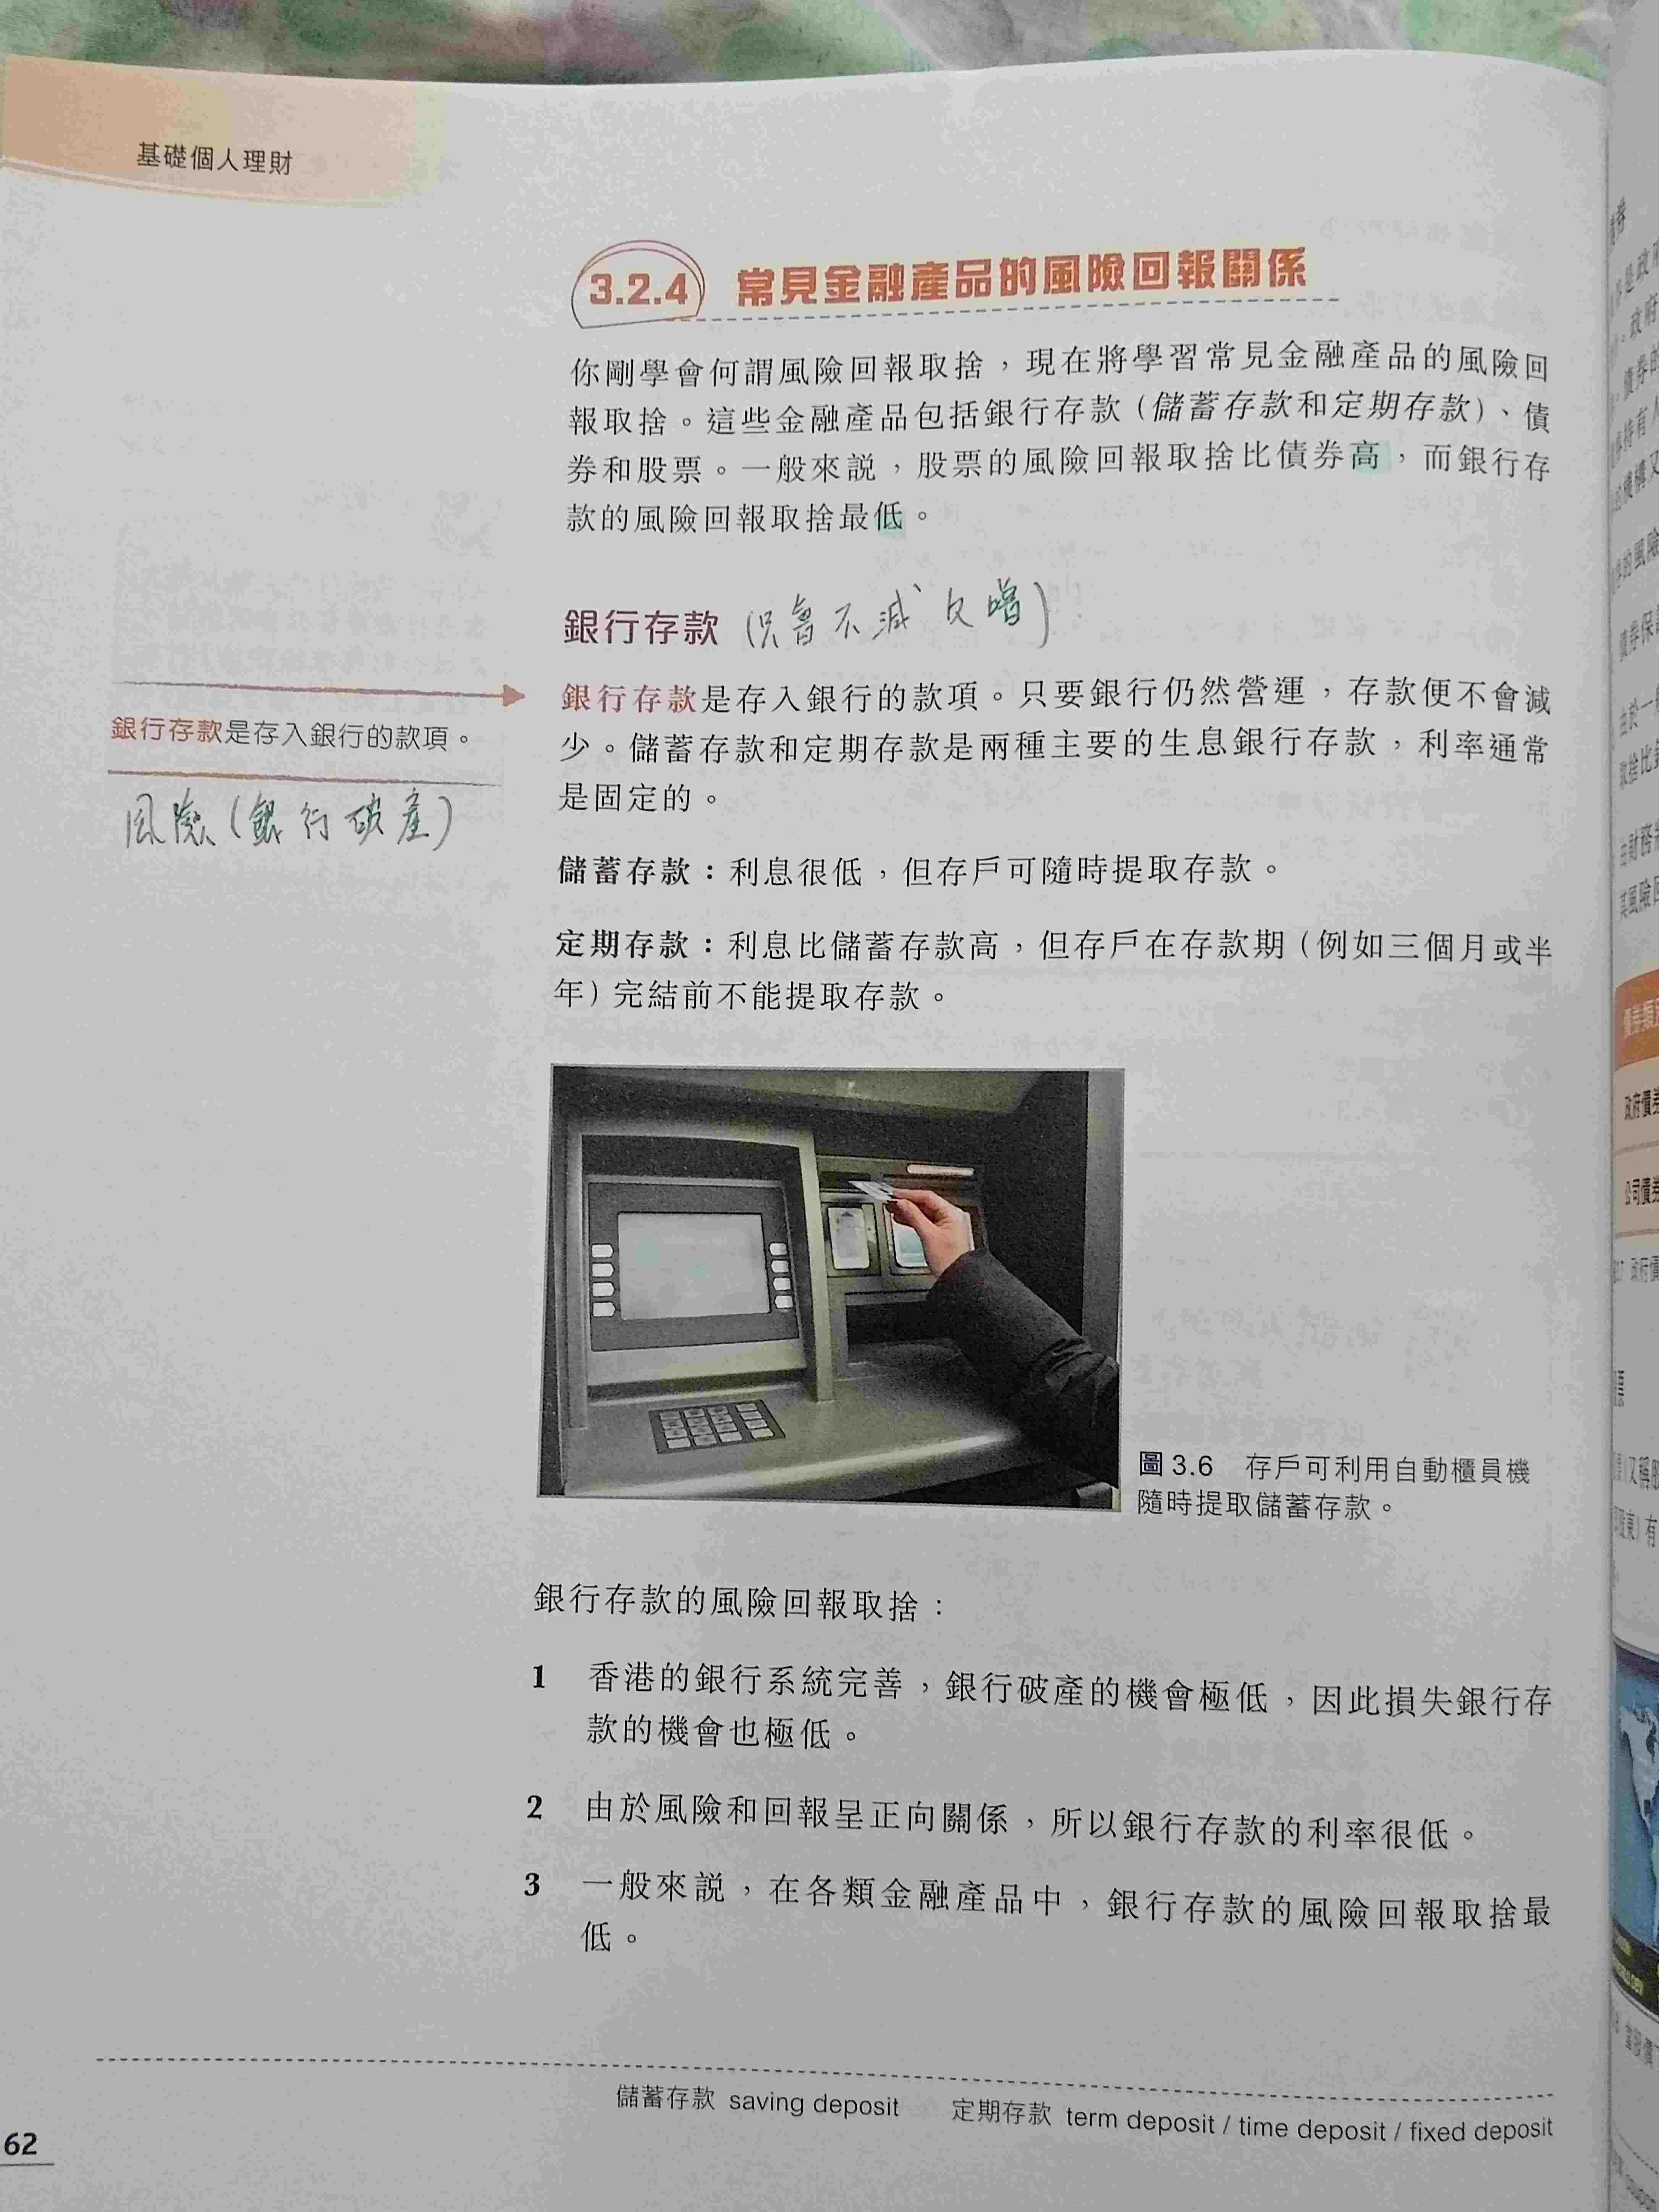 基礎個人理財
3.2.4 常見金融產品的風險回報關係
你剛學會何謂風險回報取捨，現在將學習常見金融產品的風險回
報取捨。這些金融產品包括銀行存款（儲蓄存款和定期存款）、債
券和股票。一般來説，股票的風險回報取捨比債券高，而銀行存
款的風險回報取捨最低。
銀行存款 (只會不減 增)
銀行存款是存入銀行的款項。只要銀行仍然營運，存款便不會減
少。儲蓄存款和定期存款是兩種主要的生息銀行存款，利率通常
是固定的。
銀行存款是存入銀行的款項。
風險(銀行破產)
儲蓄存款：利息很低，但存戶可隨時提取存款。
定期存款：利息比儲蓄存款高，但存戶在存款期（例如三個月或半
年）完結前不能提取存款。
圖 3.6 存戶可利用自動櫃員機
隨時提取儲蓄存款。
銀行存款的風險回報取捨：
1 香港的銀行系統完善，銀行破產的機會極低，因此損失銀行存
款的機會也極低。
2 由於風險和回報呈正向關係，所以銀行存款的利率很低。
3 一般來説，在各類金融產品中，銀行存款的風險回報取捨最
低。
儲蓄存款 saving deposit 定期存款 term deposit / time deposit / fixed deposit
62
政府債券
公司債券